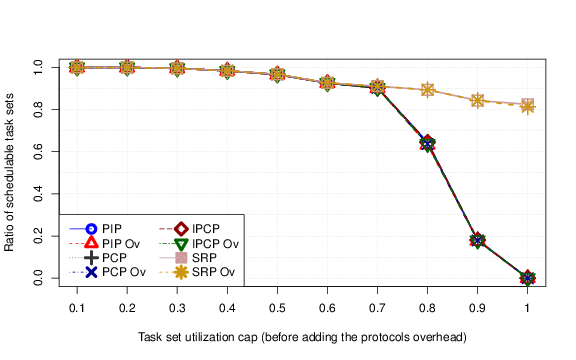 Ratio of schedulable task sets
1.0
0.8
0.6
0.4
0.2
0.0
PIP
PIP Ov
PCP
PCP Ov
IPCP
IPCP Ov
SRP
SRP Ov
0.1 0.2 0.3 0.4 0.5 0.6 0.7 0.8 0.9 1
Task set utilization cap (before adding the protocols overhead)